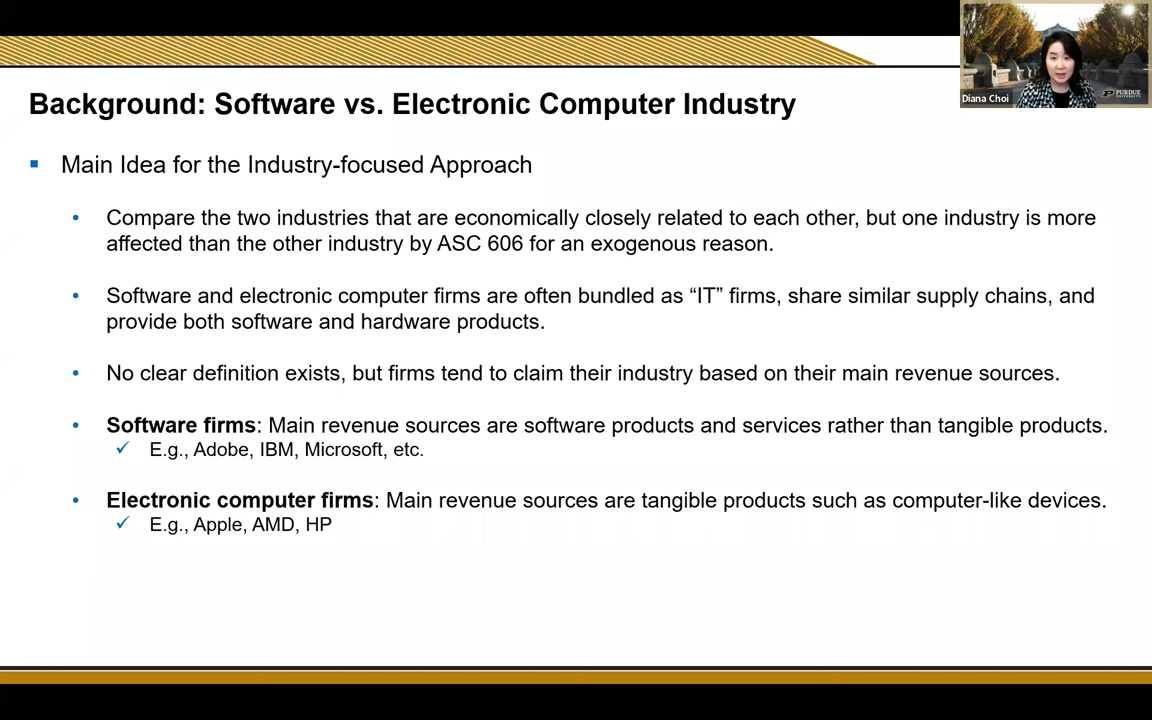 Background: Software vs. Electronic Computer Industry
Diana Choi
PURDUE
UNIVERSITY
Main Idea for the Industry-focused Approach
Compare the two industries that are economically closely related to each other, but one industry is more
affected than the other industry by ASC 606 for an exogenous reason.
Software and electronic computer firms are often bundled as “IT” firms, share similar supply chains, and
provide both software and hardware products.
No clear definition exists, but firms tend to claim their industry based on their main revenue sources.
Software firms: Main revenue sources are software products and services rather than tangible products.
E.g., Adobe, IBM, Microsoft, etc.
Electronic computer firms: Main revenue sources are tangible products such as computer-like devices.
E.g., Apple, AMD, HP